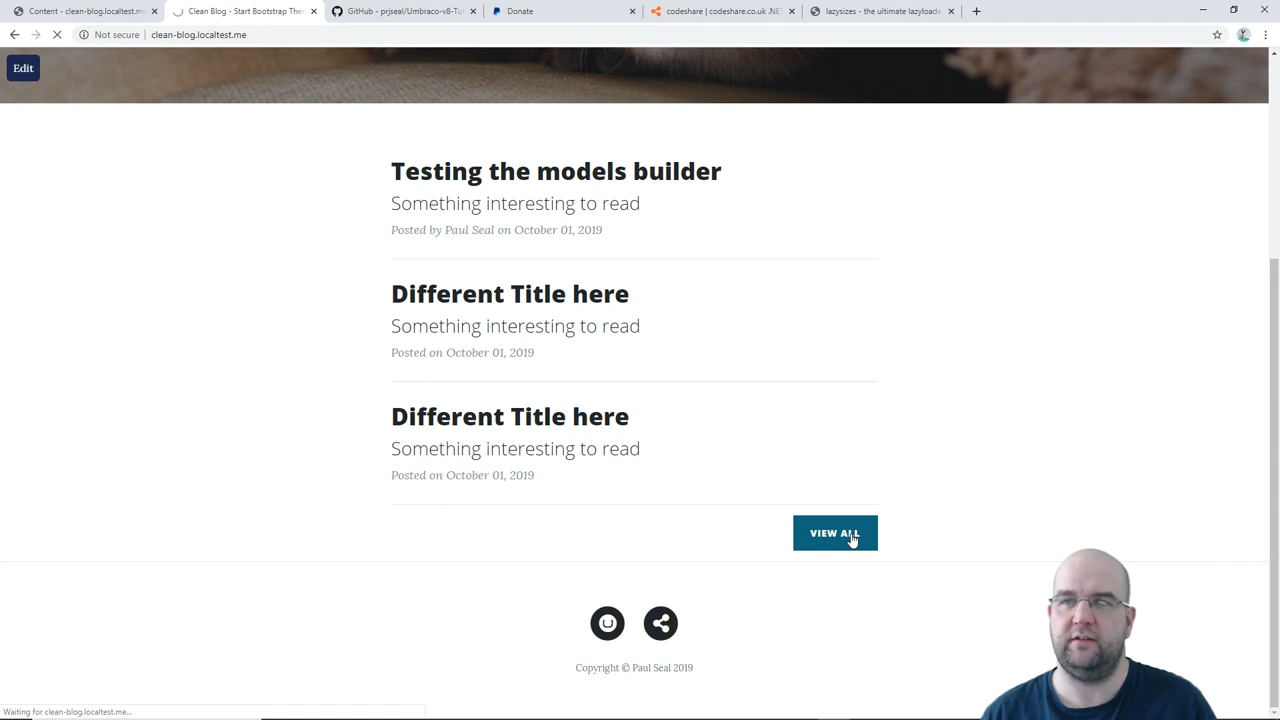 Content - clean-blog.localtest.me
Clean Blog - Start Bootstrap The
GitHub - prjseal/Umbraco-v8-Tut
Donate
codeshare | codeshare.co.uk .NET
lazysizes - the ultimate lazyloade
Not secure
clean-blog.localtest.me
Edit
Testing the models builder
Something interesting to read
Posted by Paul Seal on October 01, 2019
Different Title here
Something interesting to read
Posted on October 01, 2019
Different Title here
Something interesting to read
Posted on October 01, 2019
VIEW ALL
Copyright © Paul Seal 2019
Waiting for clean-blog.localtest.me...